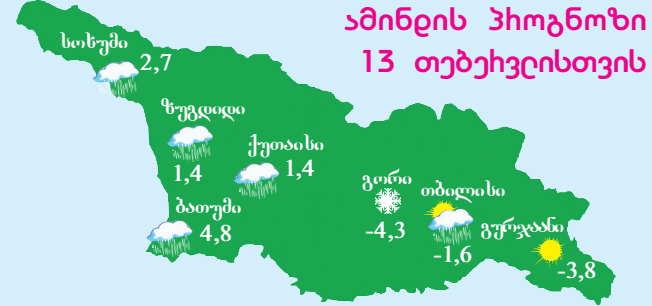 ამინდის პროგნოზი
13 თებერვლისთვის
სოხუმი
2,7
ზუგდიდი
1,4
ქუთაისი
1,4
ბათუმი
4,8
გორი
-4,3
თბილისი
-1,6
გურჯაანი
-3,8